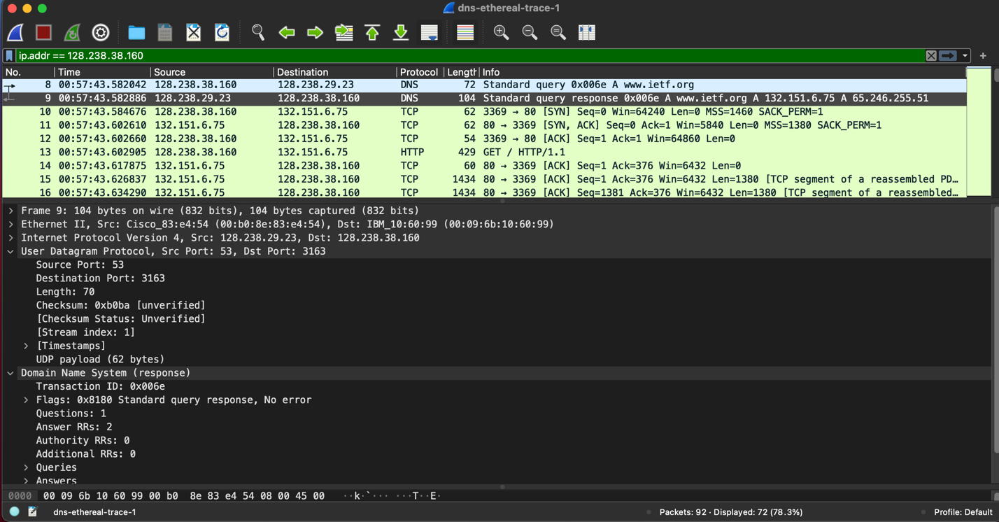 dns-ethereal-trace-1
ip.addr == 128.238.38.160
No. Time Source Destination Protocol Length Info
8 00:57:43.582042 128.238.38.160 128.238.29.23 DNS 72 Standard query 0x006e A www.ietf.org
9 00:57:43.582886 128.238.29.23 128.238.38.160 DNS 104 Standard query response 0x006e A www.ietf.org A 132.151.6.75 A 65.246.255.51
10 00:57:43.584676 128.238.38.160 132.151.6.75 TCP 62 3369 → 80 [SYN] Seq=0 Win=64240 Len=0 MSS=1460 SACK_PERM=1
11 00:57:43.602610 132.151.6.75 128.238.38.160 TCP 62 80 → 3369 [SYN, ACK] Seq=0 Ack=1 Win=5840 Len=0 MSS=1380 SACK_PERM=1
12 00:57:43.602660 128.238.38.160 132.151.6.75 TCP 54 3369 → 80 [ACK] Seq=1 Ack=1 Win=64860 Len=0
13 00:57:43.602905 128.238.38.160 132.151.6.75 HTTP 429 GET / HTTP/1.1
14 00:57:43.617875 132.151.6.75 128.238.38.160 TCP 60 80 → 3369 [ACK] Seq=1 Ack=376 Win=6432 Len=0
15 00:57:43.626837 132.151.6.75 128.238.38.160 TCP 1434 80 → 3369 [ACK] Seq=1 Ack=376 Win=6432 Len=1380 [TCP segment of a reassembled PD…
16 00:57:43.634290 132.151.6.75 128.238.38.160 TCP 1434 80 → 3369 [ACK] Seq=1381 Ack=376 Win=6432 Len=1380 [TCP segment of a reassembled…
Frame 9: 104 bytes on wire (832 bits), 104 bytes captured (832 bits)
Ethernet II, Src: Cisco_83:e4:54 (00:b0:8e:83:e4:54), Dst: IBM_10:60:99 (00:09:6b:10:60:99)
Internet Protocol Version 4, Src: 128.238.29.23, Dst: 128.238.38.160
User Datagram Protocol, Src Port: 53, Dst Port: 3163
Source Port: 53
Destination Port: 3163
Length: 70
Checksum: 0xb0ba [unverified]
[Checksum Status: Unverified]
[Stream index: 1]
[Timestamps]
UDP payload (62 bytes)
Domain Name System (response)
Transaction ID: 0x006e
Flags: 0x8180 Standard query response, No error
Questions: 1
Answer RRs: 2
Authority RRs: 0
Additional RRs: 0
Queries
Answers
0000 00 09 6b 10 60 99 00 b0 8e 83 e4 54 08 00 45 00 ··k·`··· ···T··E·
dns-ethereal-trace-1 Packets: 92 · Displayed: 72 (78.3%) Profile: Default